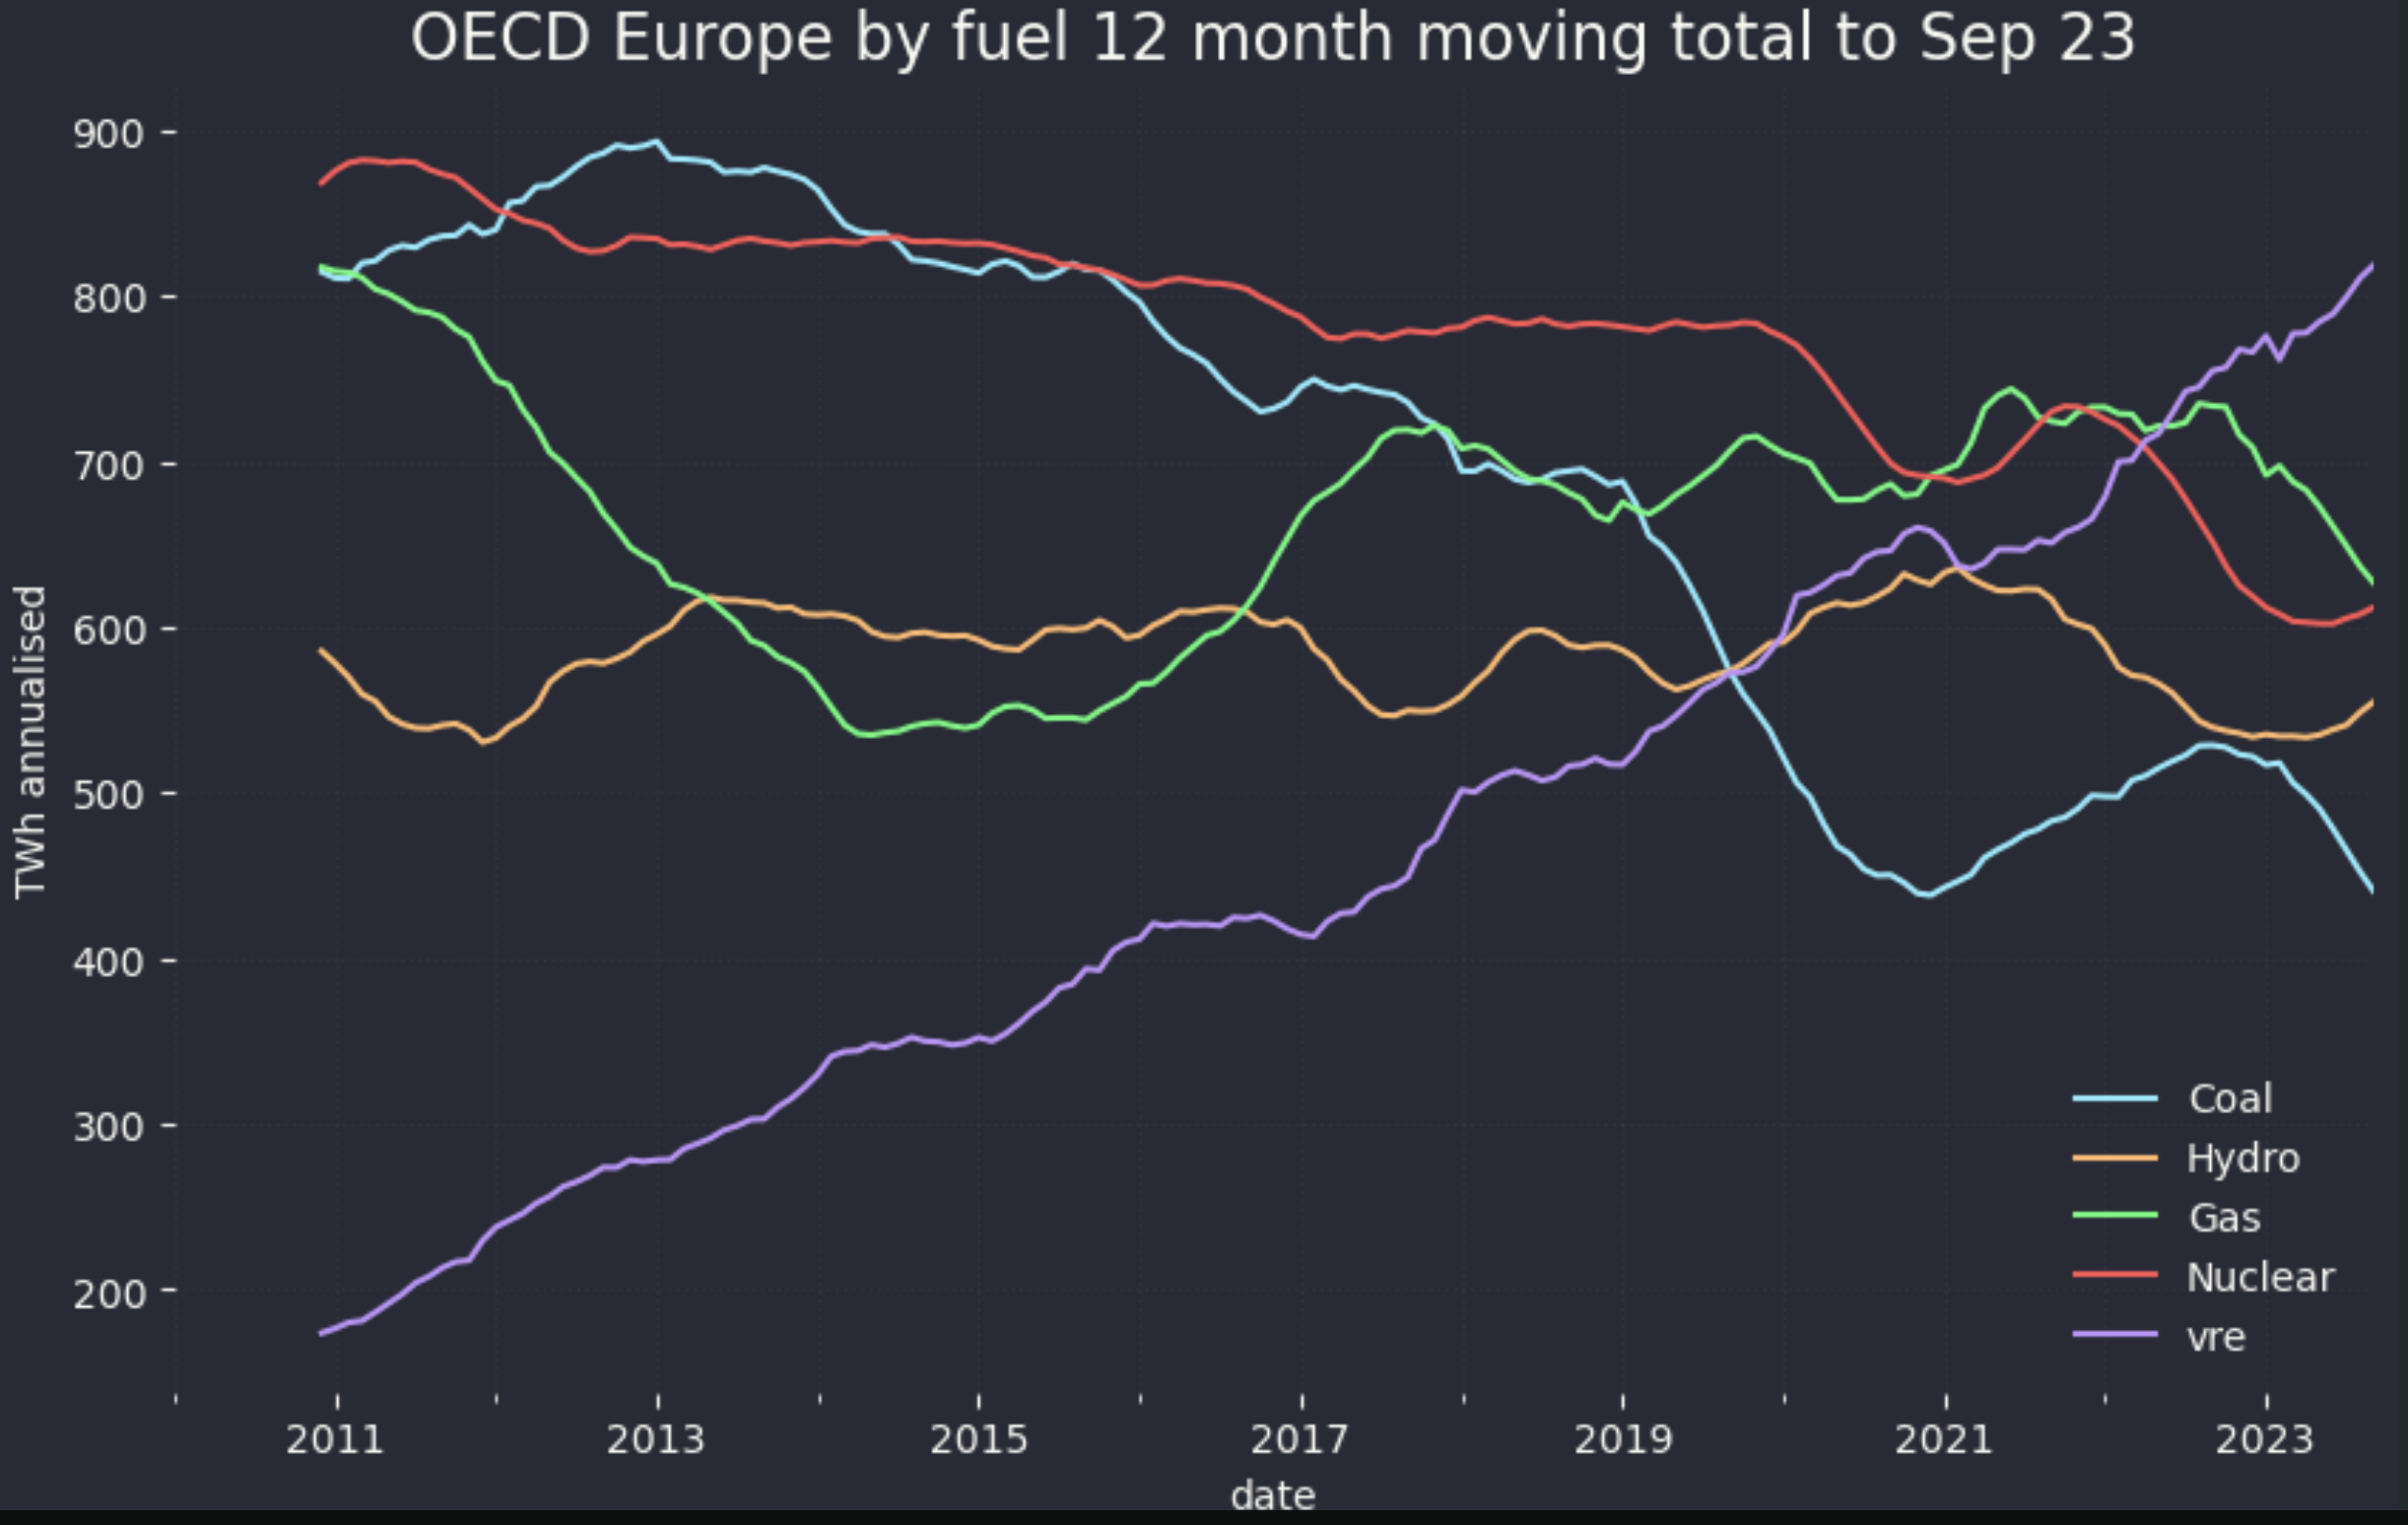 OECD Europe by fuel 12 month moving total to Sep 23
TWh annualised
900
800
700
600
500
400
300
200
Coal
Hydro
Gas
Nuclear
vre
2011 2013 2015 2017 2019 2021 2023
date